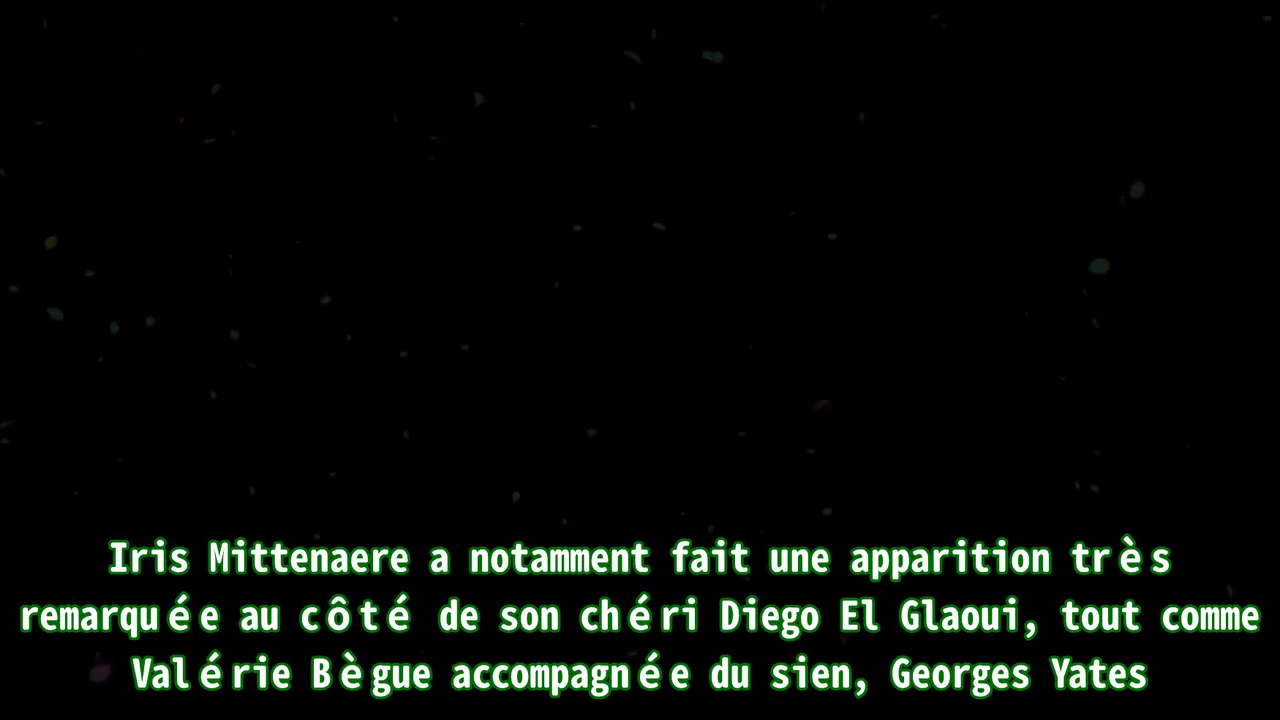 Iris Mittenaere a notamment fait une apparition très
remarquée au côté de son chéri Diego El Glaoui, tout comme
Valérie Bègue accompagnée du sien, Georges Yates